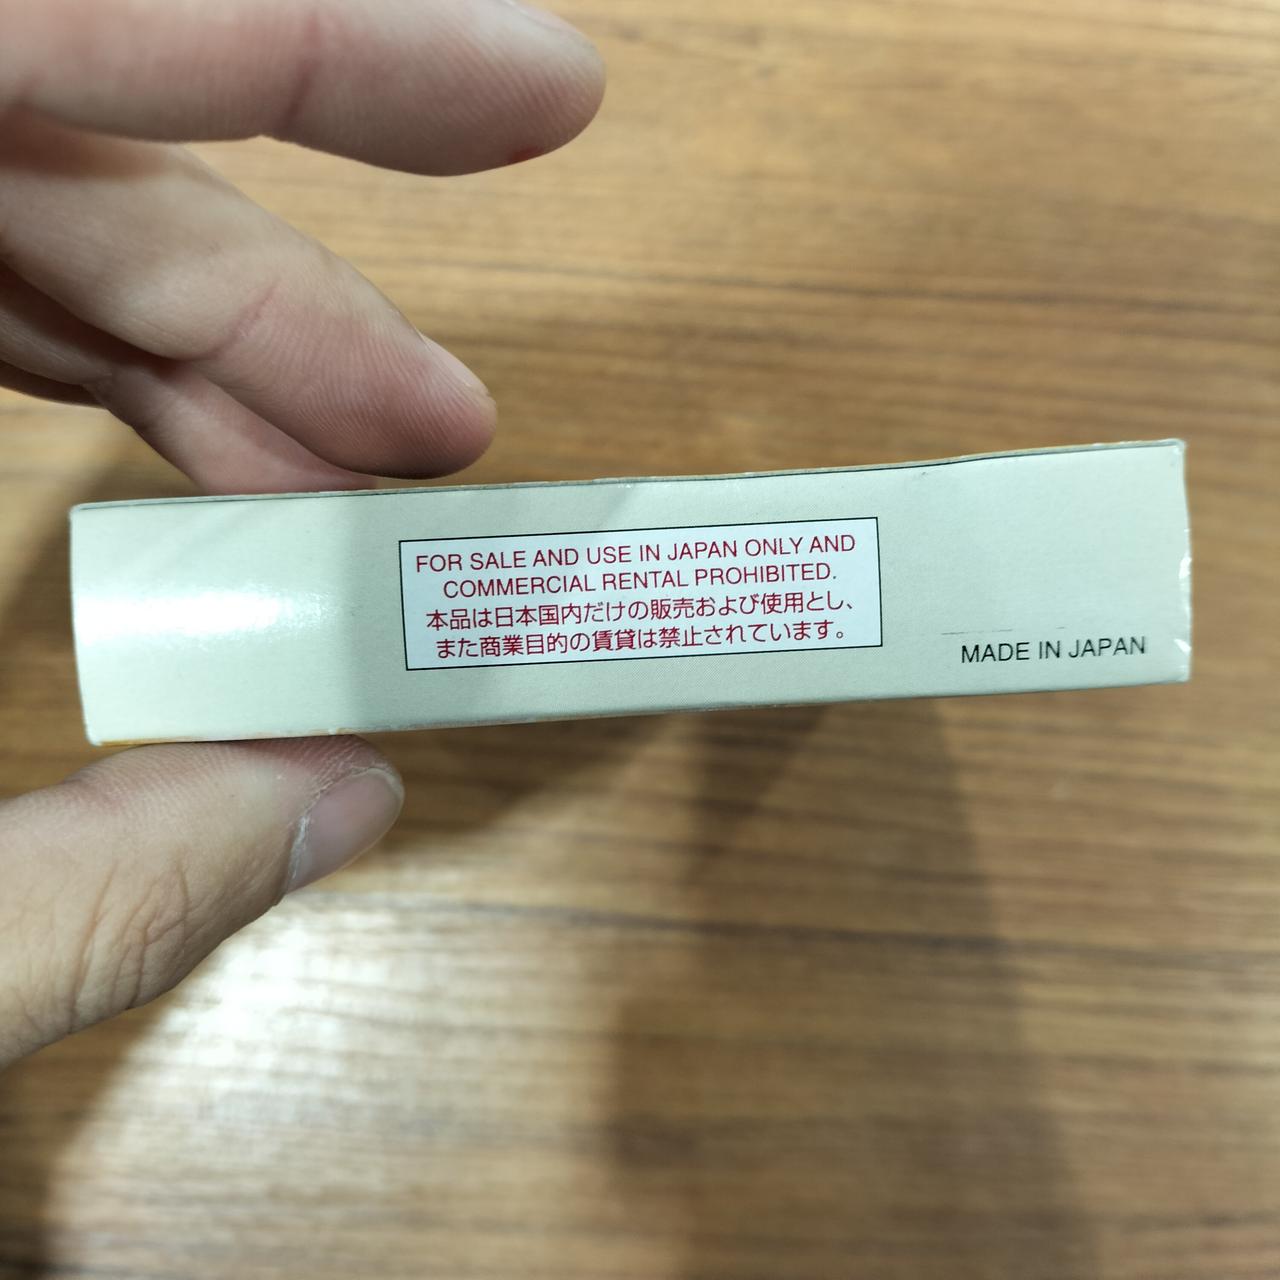 FOR SALE AND USE IN JAPAN ONLY AND
COMMERCIAL RENTAL PROHIBITED.
本品は日本国内だけの販売および使用とし、
また商業目的の賃貸は禁止されています。
MADE IN JAPAN